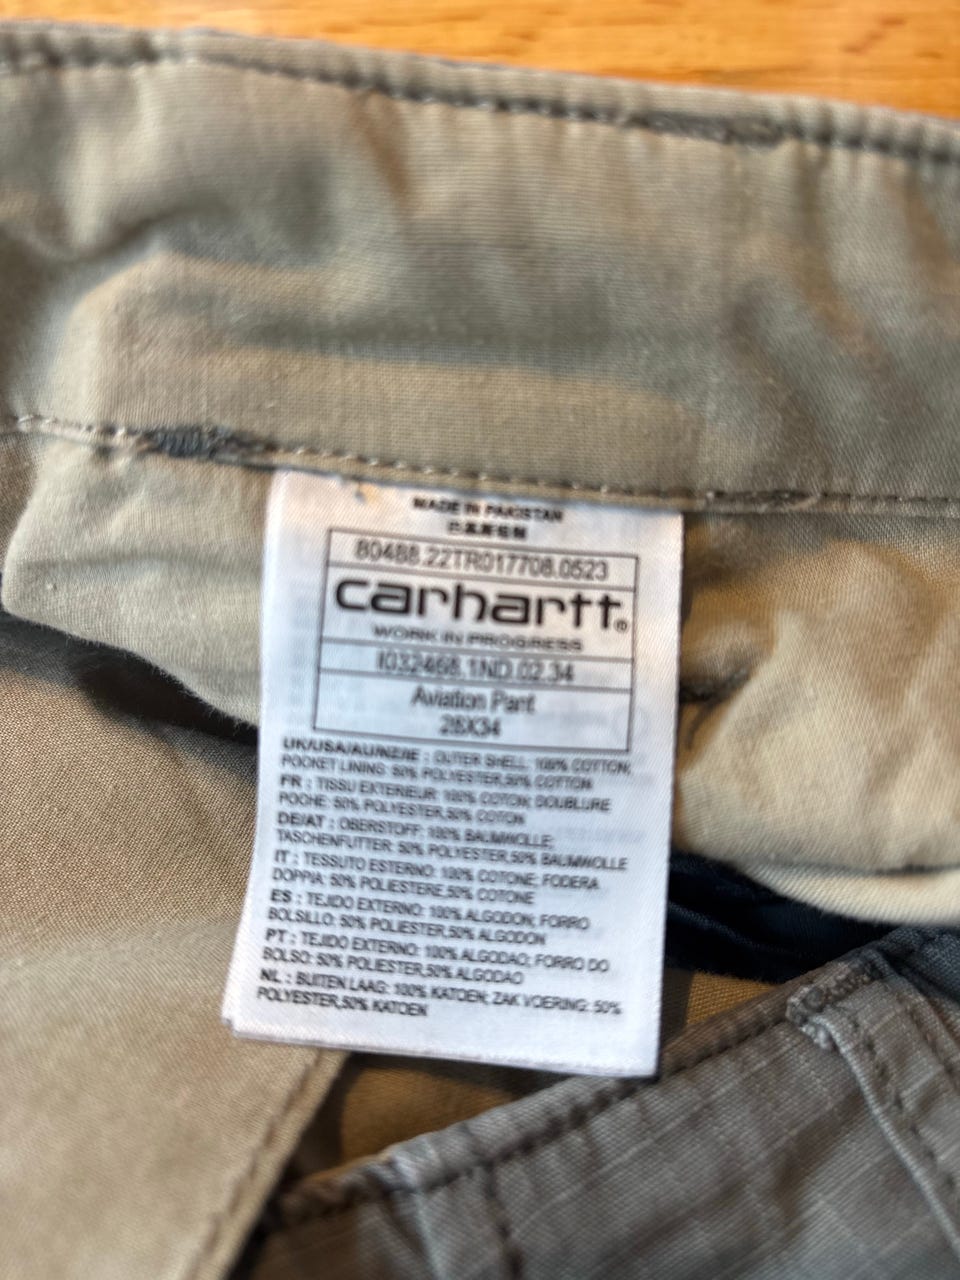 MADE IN PAKISTAN
巴基斯坦製
80488.22TR017708.0523
carhartt®
WORK IN PROGRESS
I032468.1ND.02.34
Aviation Pant
28X34
UK/USA/AU/NZ/IE : OUTER SHELL: 100% COTTON;
POCKET LINING: 50% POLYESTER,50% COTTON
FR : TISSU EXTERIEUR: 100% COTON; DOUBLURE
POCHE: 50% POLYESTER,50% COTON
DE/AT : OBERSTOFF: 100% BAUMWOLLE;
TASCHENFUTTER: 50% POLYESTER,50% BAUMWOLLE
IT : TESSUTO ESTERNO: 100% COTONE; FODERA
DOPPIA: 50% POLIESTERE,50% COTONE
ES : TEJIDO EXTERNO: 100% ALGODON; FORRO
BOLSILLO: 50% POLIESTER,50% ALGODON
PT : TEJIDO EXTERNO: 100% ALGODAO; FORRO DO
BOLSO: 50% POLIESTER,50% ALGODAO
NL : BUITEN LAAG: 100% KATOEN; ZAK VOERING: 50%
POLYESTER,50% KATOEN